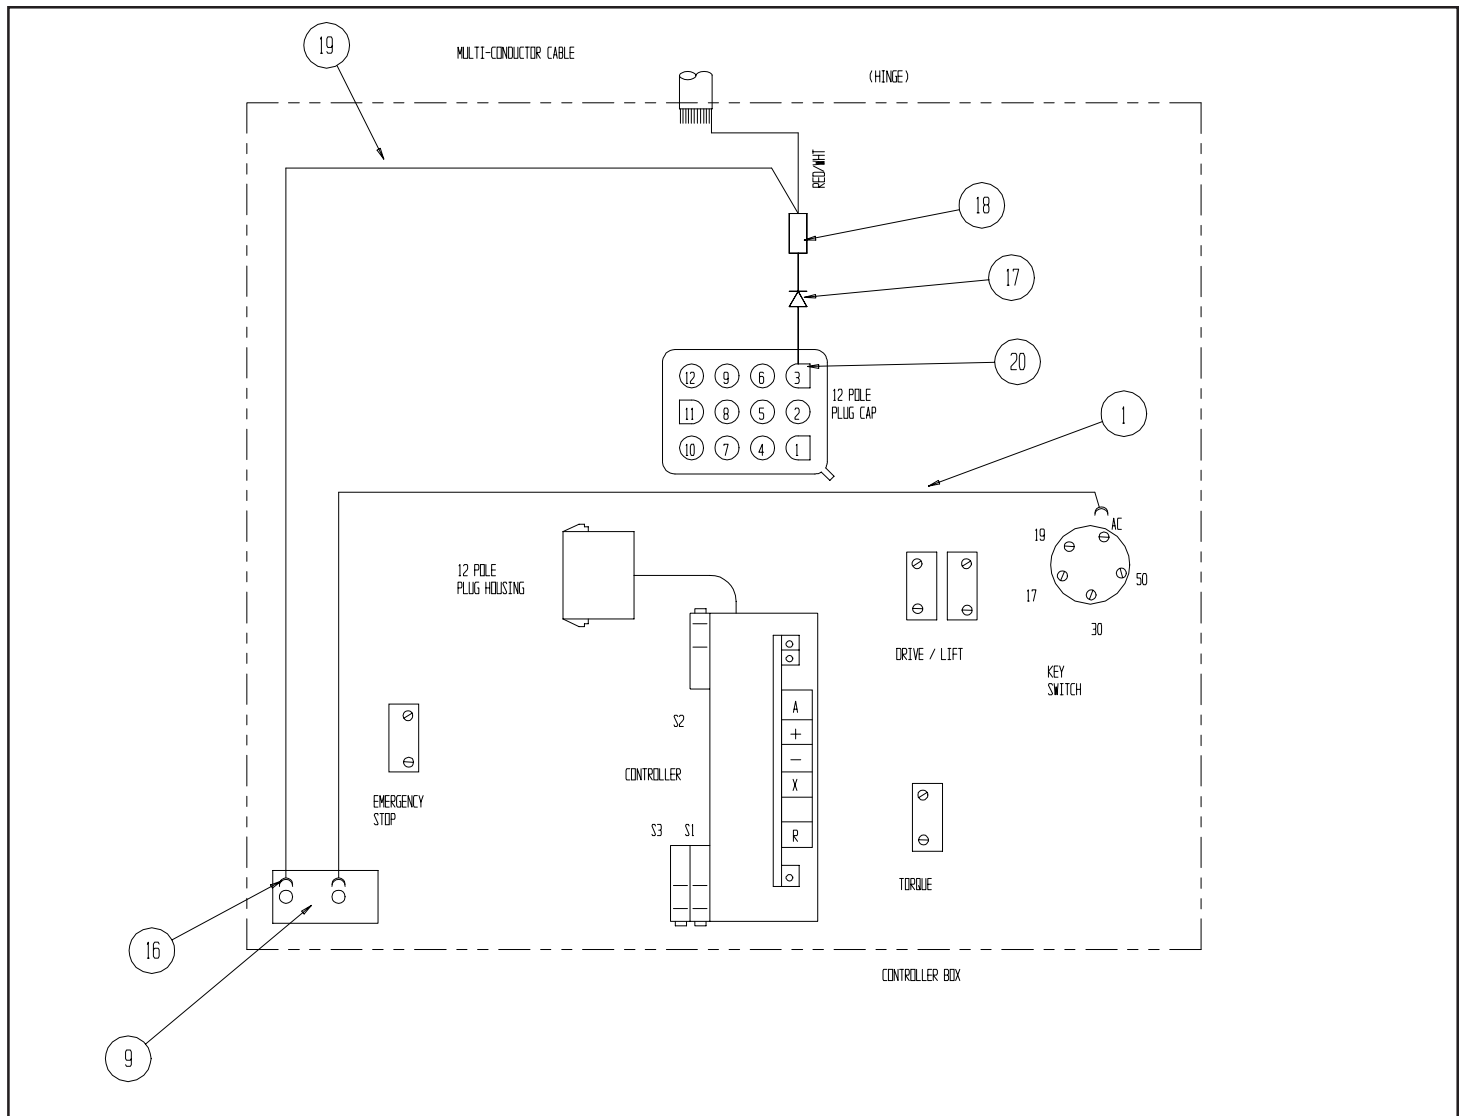 19
MULTI-CONDUCTOR CABLE
(HINGE)
RED/WHT
18
17
20
12 9 6 3
11 8 5 2
10 7 4 1
12 POLE
PLUG CAP
1
AC
19
50
17
30
KEY
SWITCH
12 POLE
PLUG HOUSING
DRIVE / LIFT
S2
CONTROLLER
A
+
-
X
R
EMERGENCY
STOP
S3 S1
TORQUE
16
9
CONTROLLER BOX